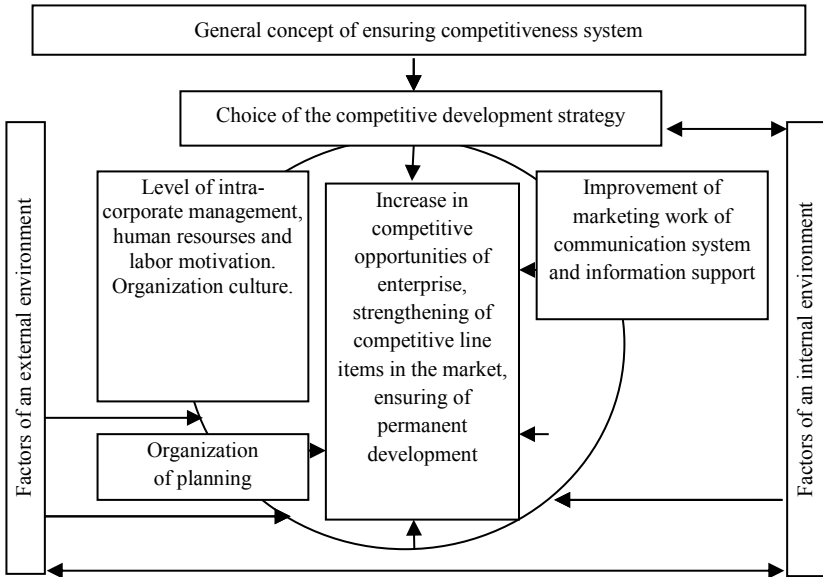 General concept of ensuring competitiveness system
Choice of the competitive development strategy
Factors of an external environment
Level of intra-
corporate management,
human resourses and
labor motivation.
Organization culture.
Increase in
competitive
opportunities of
enterprise,
strengthening of
competitive line
items in the market,
ensuring of
permanent
development
Improvement of
marketing work of
communication system
and information support
Factors of an internal environment
Organization
of planning